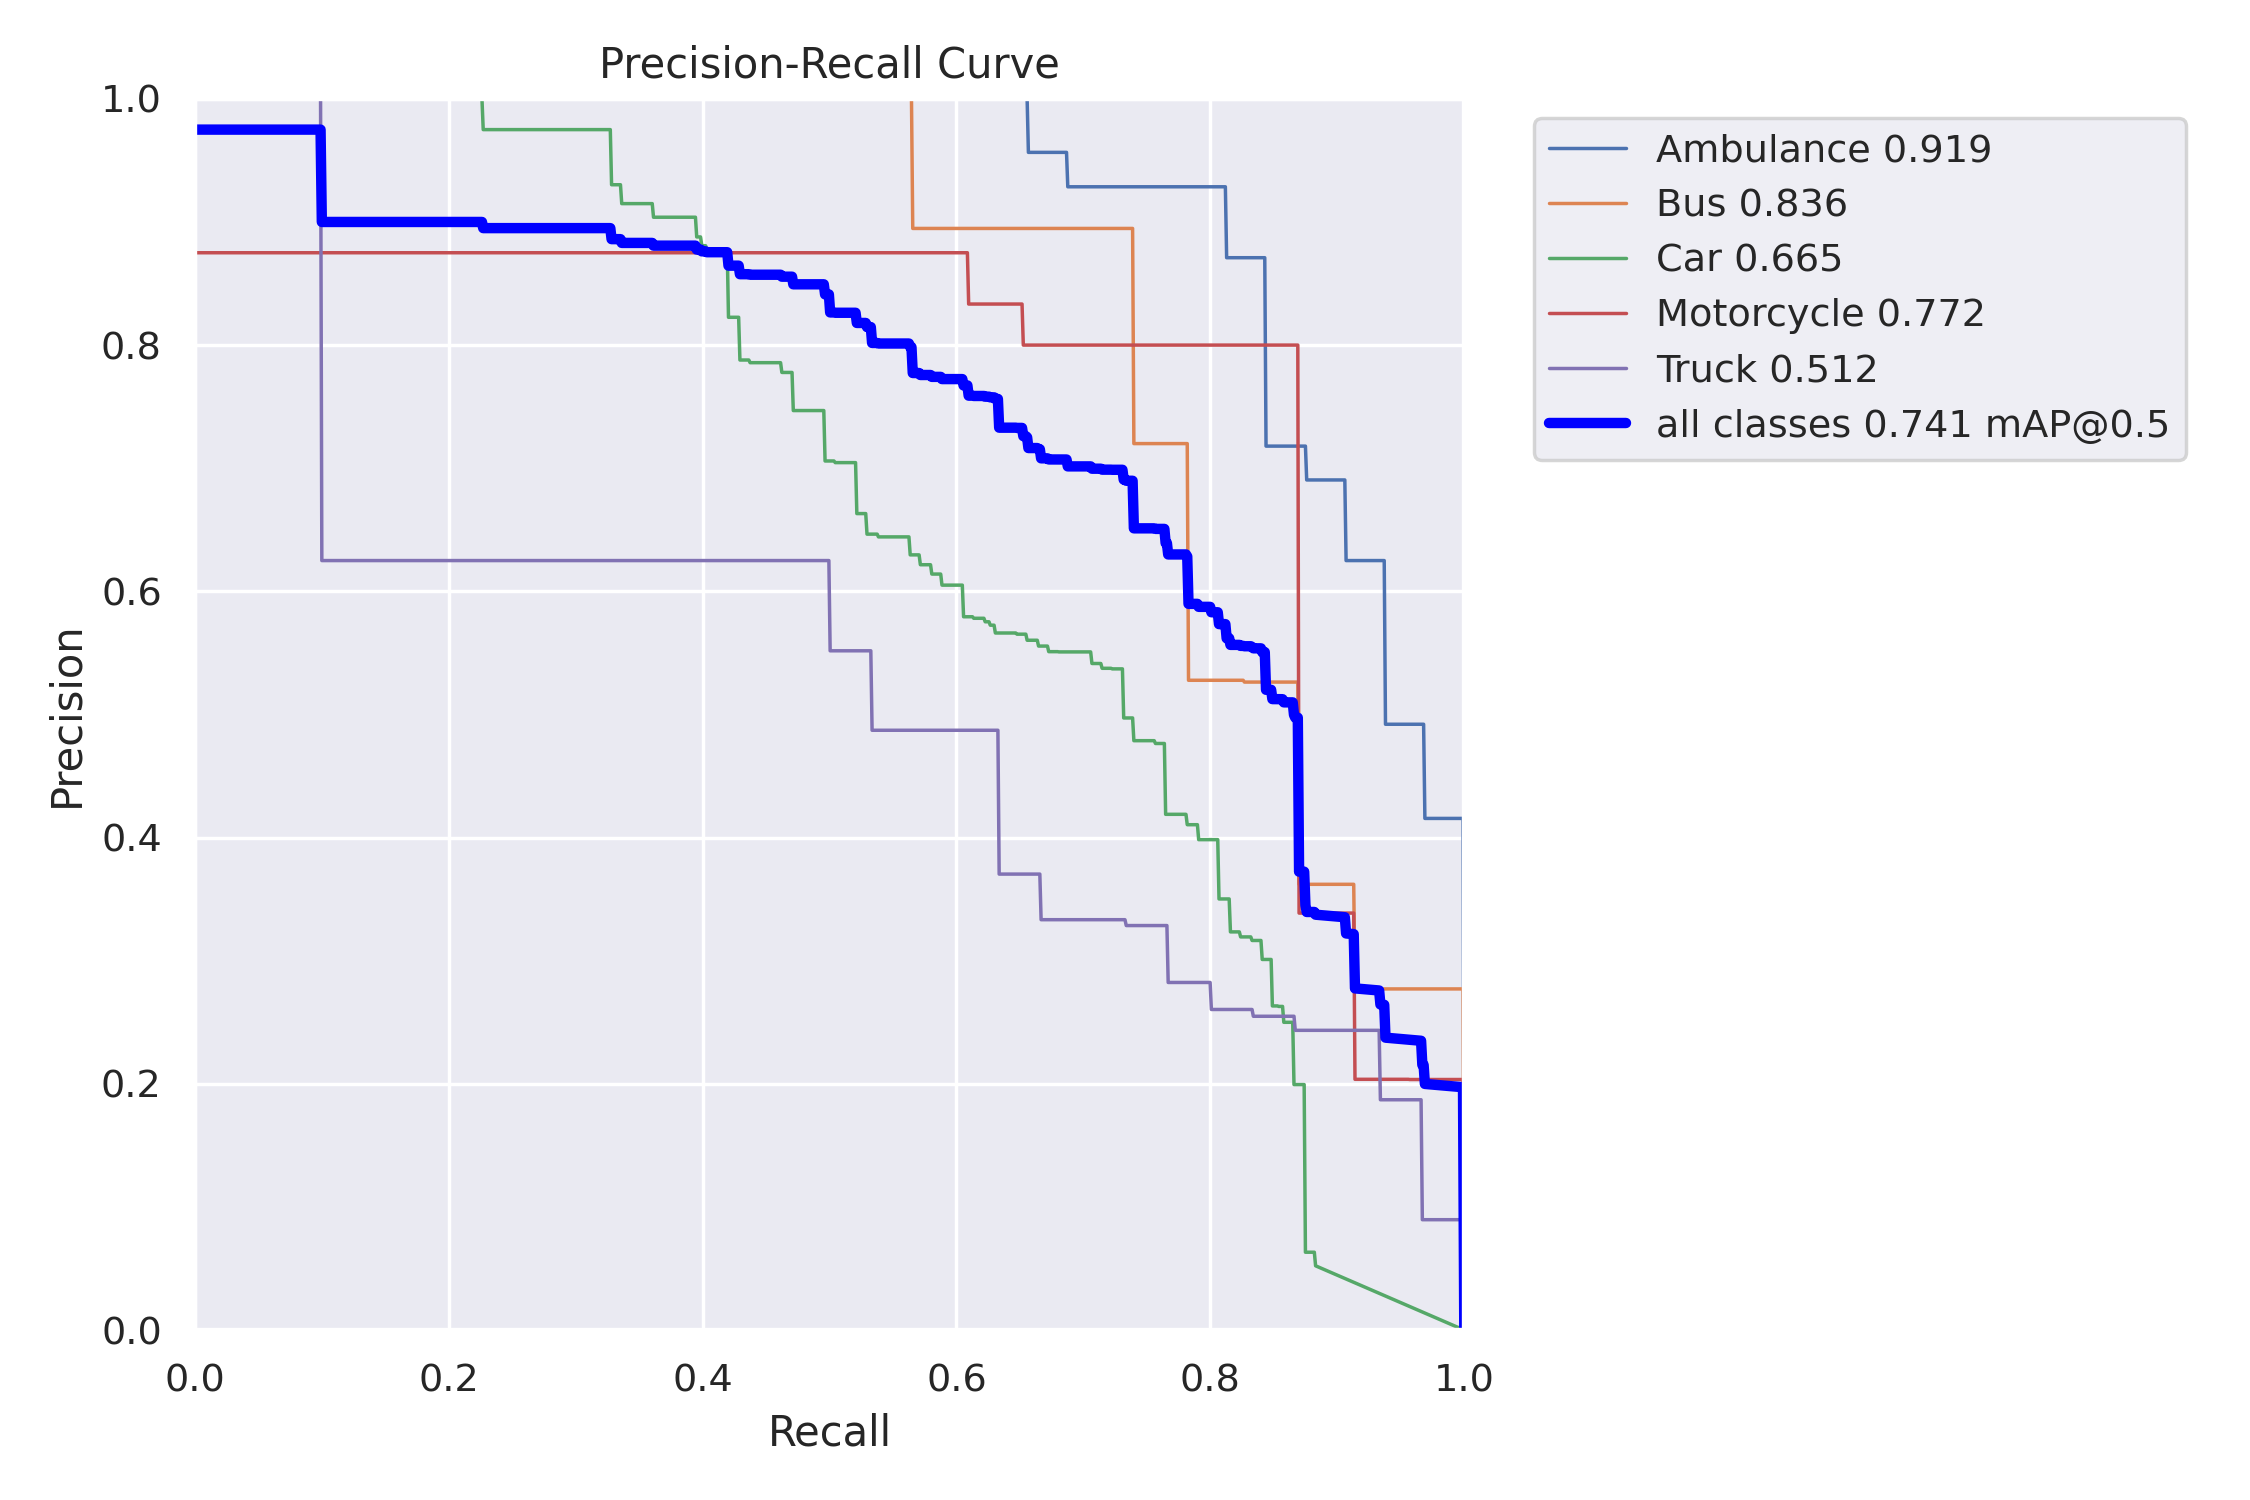 Precision-Recall Curve
1.0
0.8
0.6
0.4
0.2
0.0
Precision
0.0 0.2 0.4 0.6 0.8 1.0
Recall
Ambulance 0.919
Bus 0.836
Car 0.665
Motorcycle 0.772
Truck 0.512
all classes 0.741 mAP@0.5